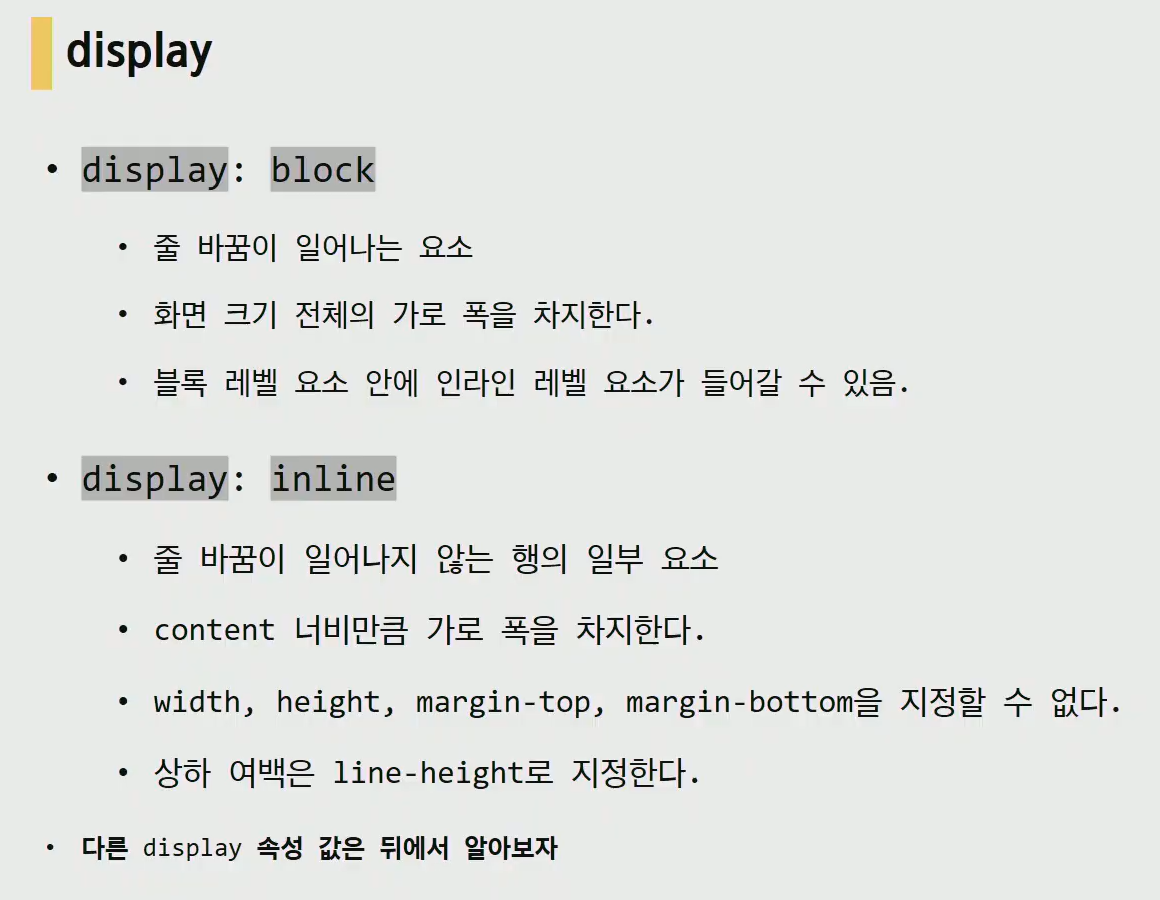 display
• display: block
• 줄 바꿈이 일어나는 요소
• 화면 크기 전체의 가로 폭을 차지한다.
• 블록 레벨 요소 안에 인라인 레벨 요소가 들어갈 수 있음.
• display: inline
• 줄 바꿈이 일어나지 않는 행의 일부 요소
• content 너비만큼 가로 폭을 차지한다.
• width, height, margin-top, margin-bottom을 지정할 수 없다.
• 상하 여백은 line-height로 지정한다.
• 다른 display 속성 값은 뒤에서 알아보자